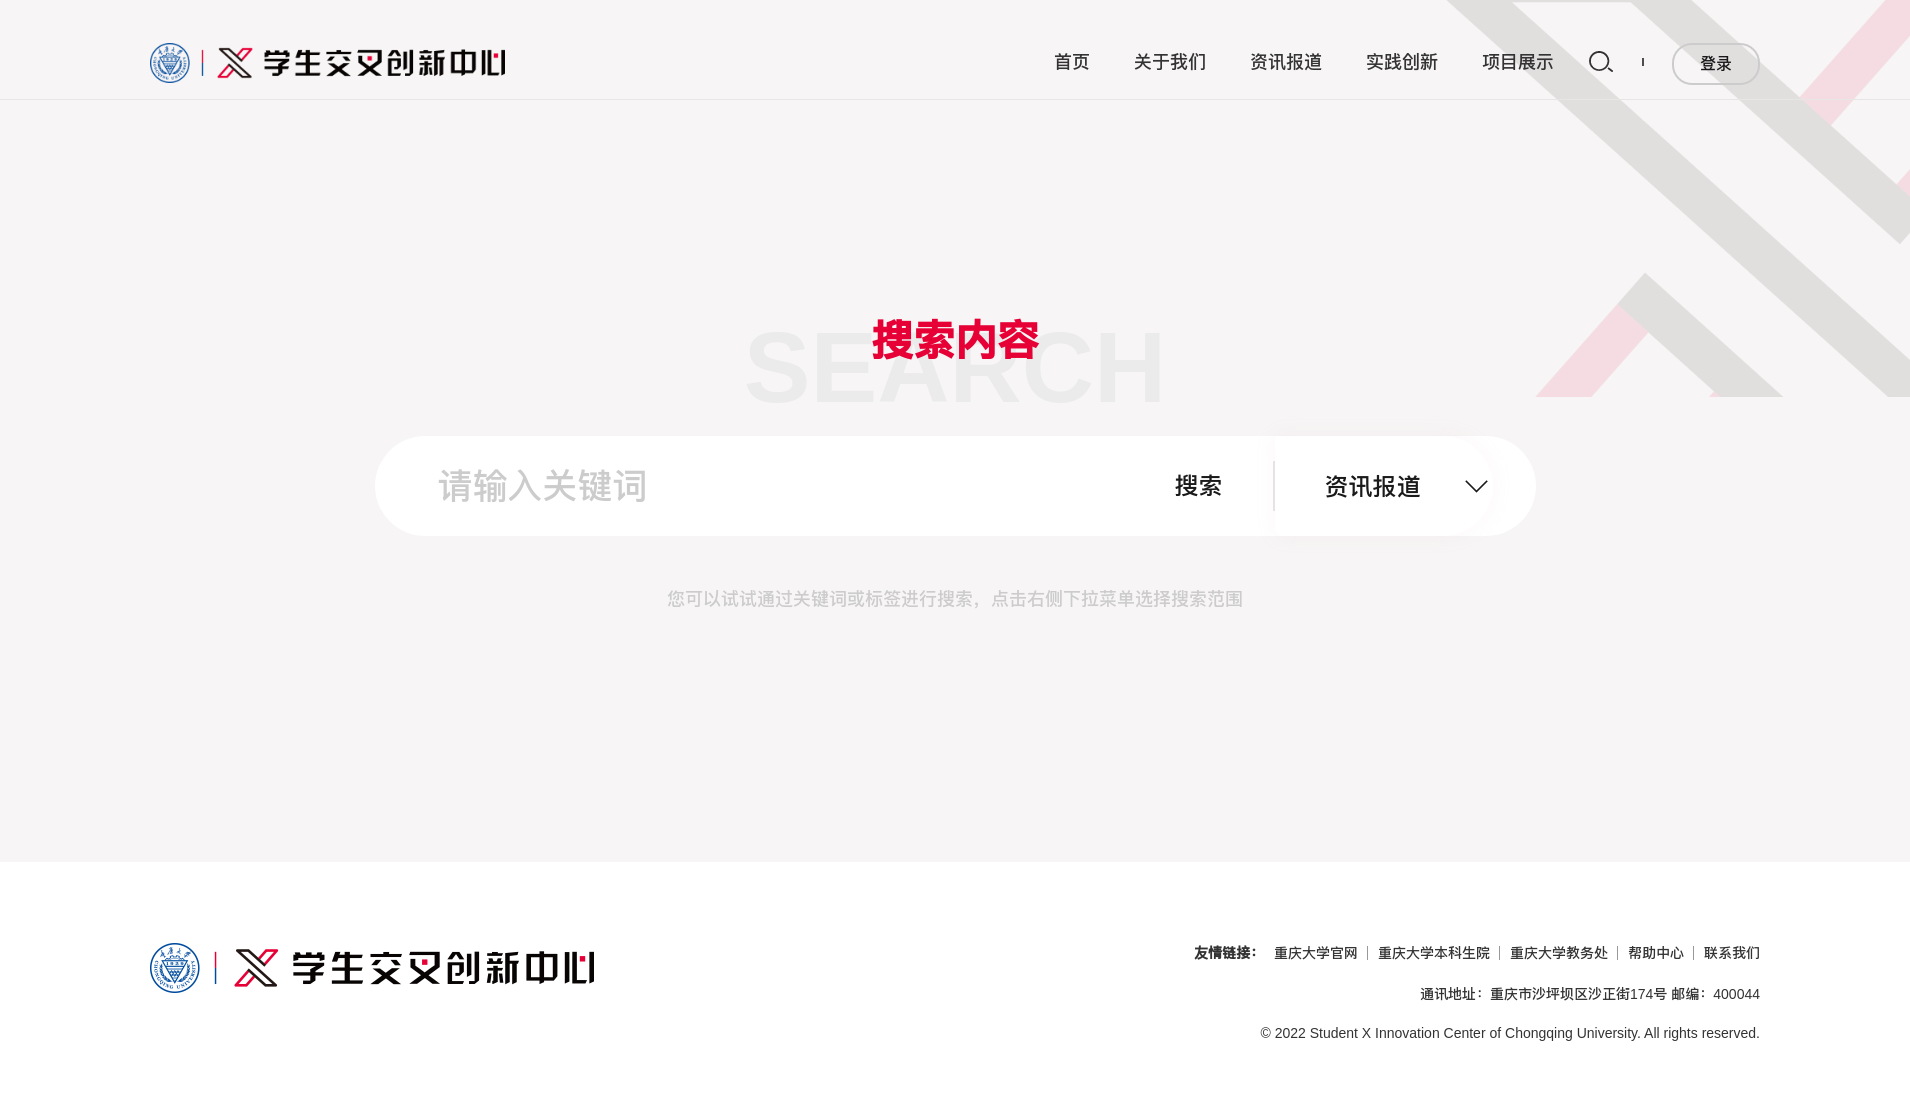 学生交叉创新中心
首页 关于我们 资讯报道 实践创新 项目展示 登录
SEARCH
搜索内容
请输入关键词 搜索 资讯报道
您可以试试通过关键词或标签进行搜索，点击右侧下拉菜单选择搜索范围
学生交叉创新中心
友情链接： 重庆大学官网 重庆大学本科生院 重庆大学教务处 帮助中心 联系我们
通讯地址：重庆市沙坪坝区沙正街174号 邮编：400044
© 2022 Student X Innovation Center of Chongqing University. All rights reserved.